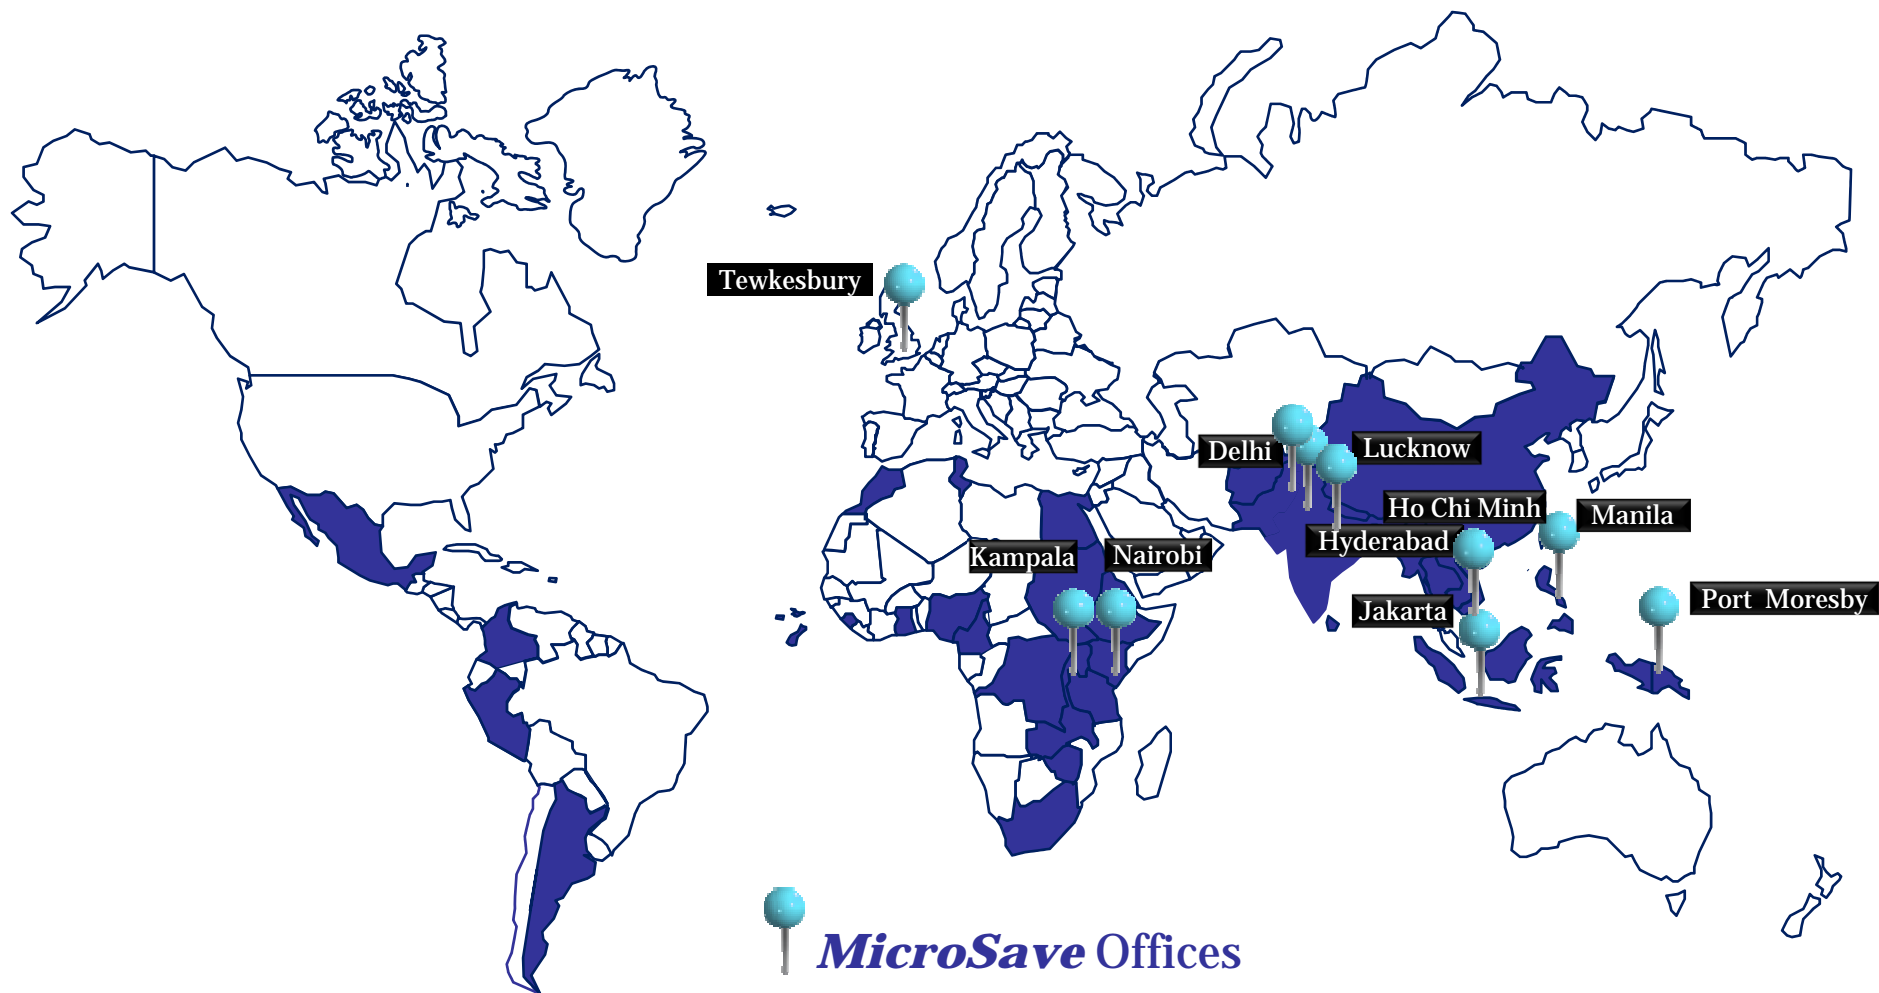 Tewkesbury
Delhi
Lucknow
Ho Chi Minh
Manila
Hyderabad
Kampala
Nairobi
Jakarta
Port Moresby
MicroSave Offices